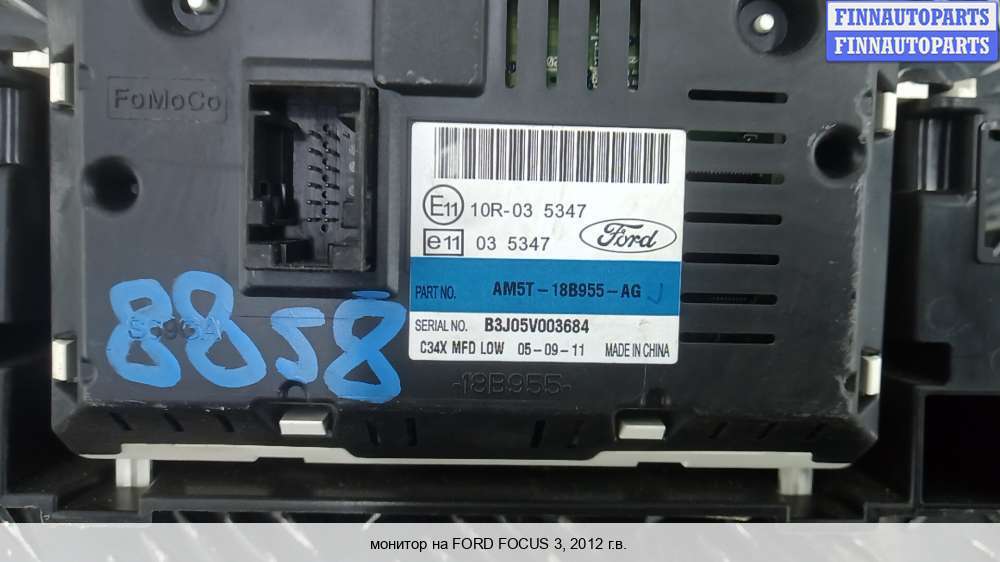 FINNAUTOPARTS
FINNAUTOPARTS
FoMoCo
E11 10R-03 5347
e11 03 5347
Ford
PART NO. AM5T-18B955-AG
SERIAL NO. B3J05V003684
C34X MFD LOW 05-09-11 MADE IN CHINA
8858
-18B955-
монитор на FORD FOCUS 3, 2012 г.в.